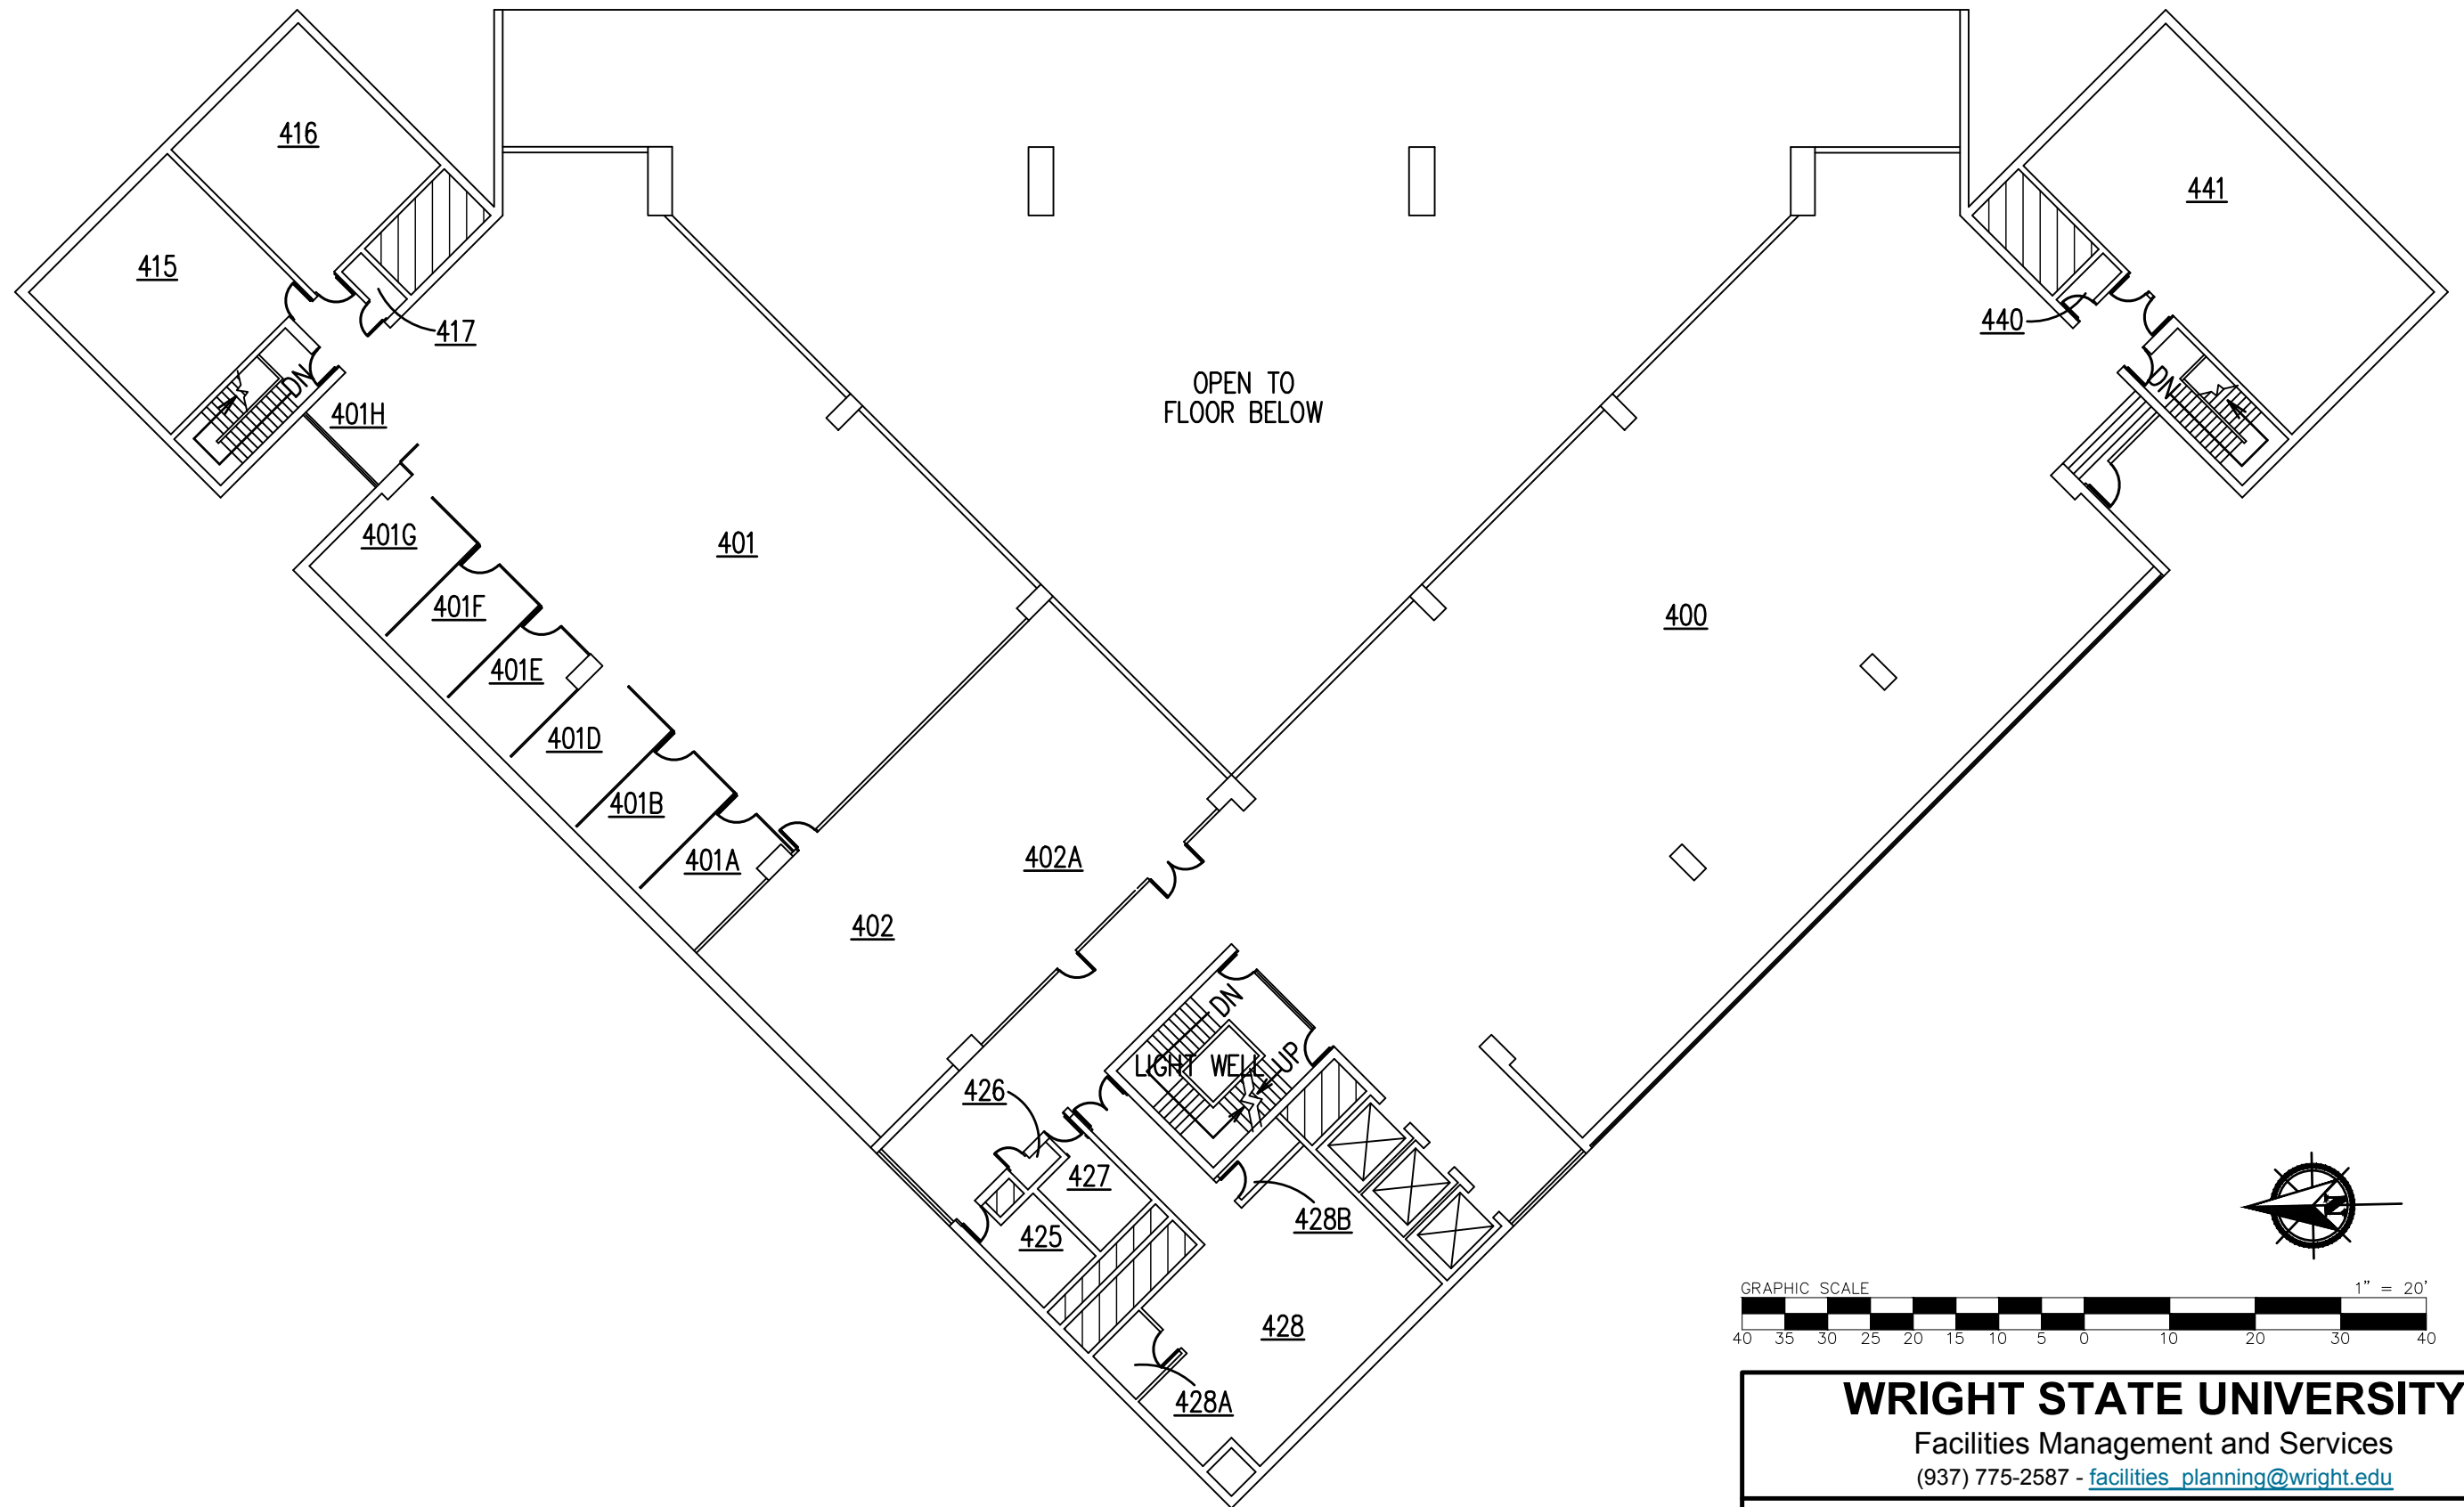 416
441
415
417
440
OPEN TO
FLOOR BELOW
DN
DN
401H
401G
401
401F
400
401E
401D
401B
401A
402A
402
DN
LIGHT WELL
UP
426
427
428B
425
N
428
428A
GRAPHIC SCALE 1" = 20'
40 35 30 25 20 15 10 5 0 10 20 30 40
WRIGHT STATE UNIVERSITY
Facilities Management and Services
(937) 775-2587 - facilities_planning@wright.edu